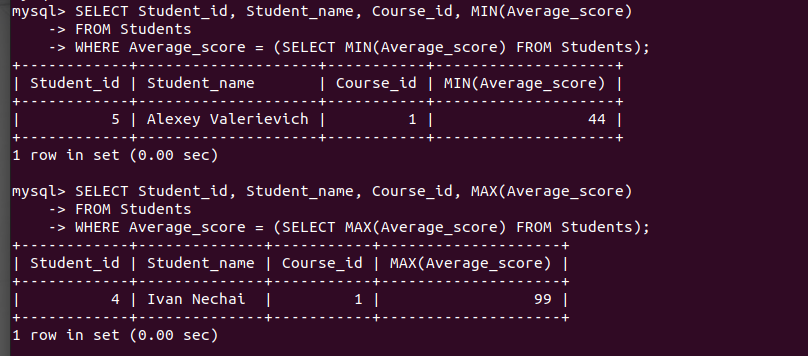 mysql> SELECT Student_id, Student_name, Course_id, MIN(Average_score)
    -> FROM Students
    -> WHERE Average_score = (SELECT MIN(Average_score) FROM Students);
+------------+---------------------+-----------+--------------------+
| Student_id | Student_name        | Course_id | MIN(Average_score) |
+------------+---------------------+-----------+--------------------+
|          5 | Alexey Valerievich |         1 |                 44 |
+------------+---------------------+-----------+--------------------+
1 row in set (0.00 sec)

mysql> SELECT Student_id, Student_name, Course_id, MAX(Average_score)
    -> FROM Students
    -> WHERE Average_score = (SELECT MAX(Average_score) FROM Students);
+------------+--------------+-----------+--------------------+
| Student_id | Student_name | Course_id | MAX(Average_score) |
+------------+--------------+-----------+--------------------+
|          4 | Ivan Nechai  |         1 |                 99 |
+------------+--------------+-----------+--------------------+
1 row in set (0.00 sec)